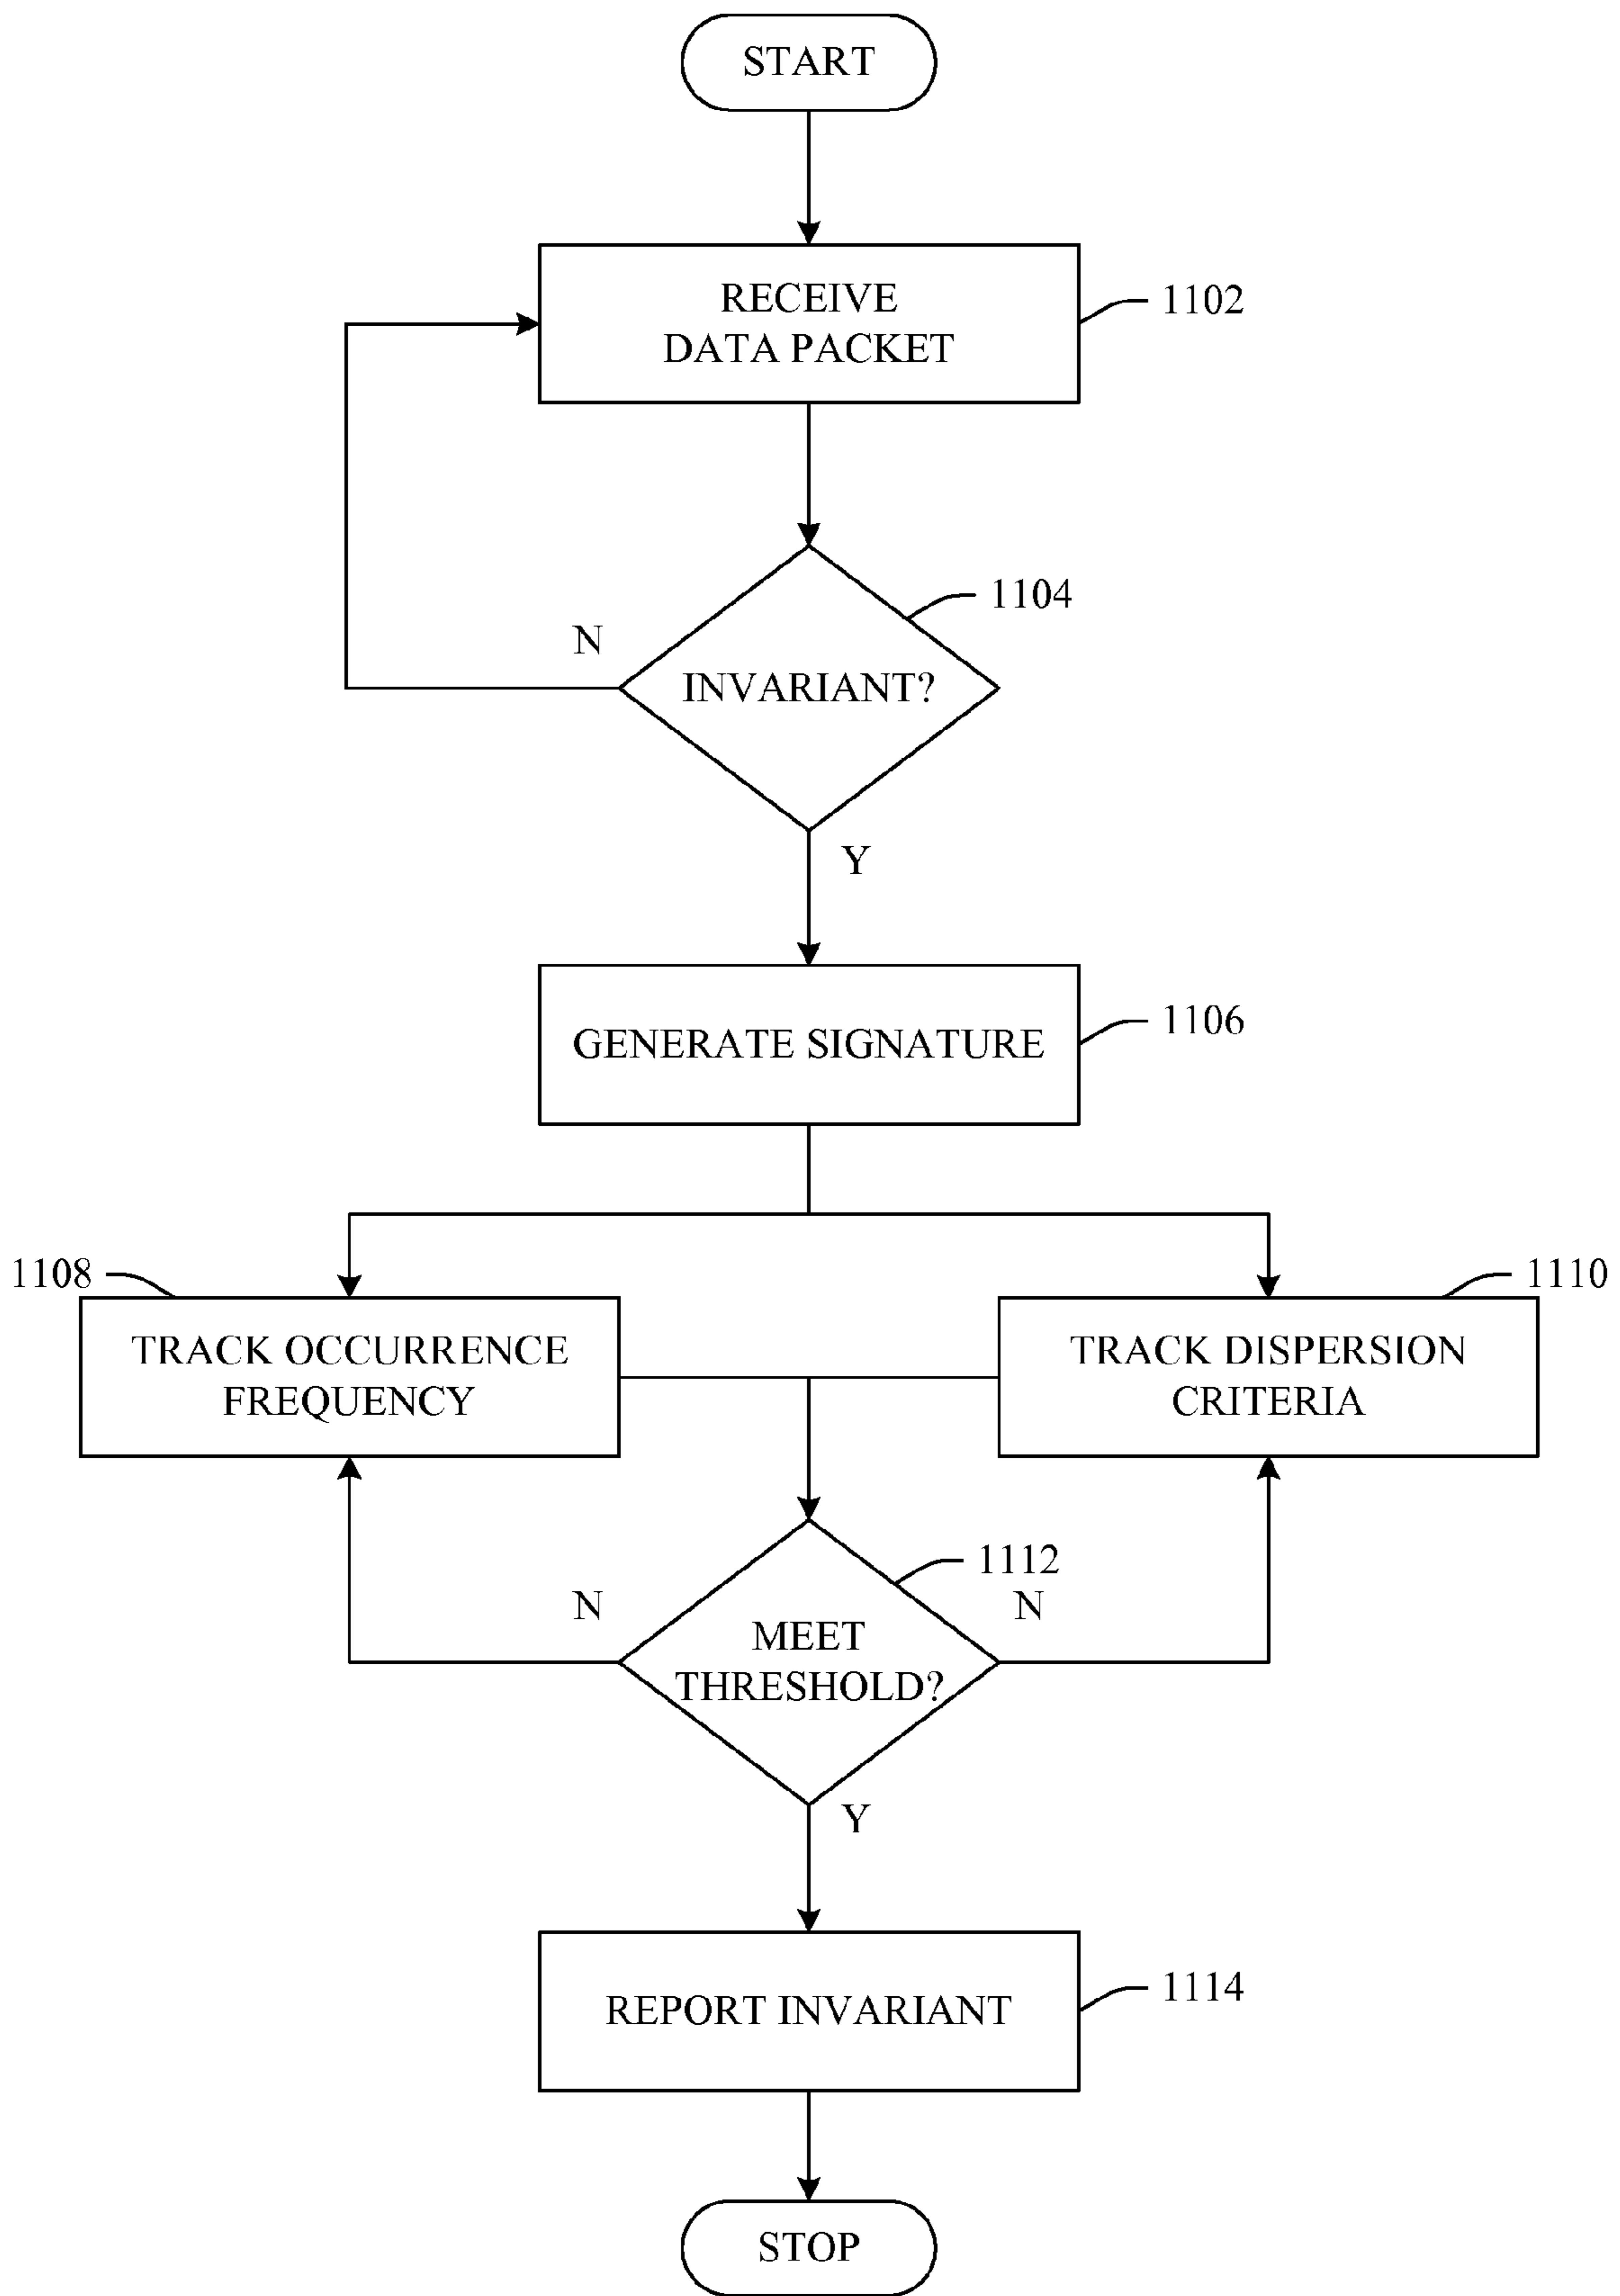 START
RECEIVE
DATA PACKET
1102
1104
N
INVARIANT?
Y
GENERATE SIGNATURE
1106
1108
1110
TRACK OCCURRENCE
FREQUENCY
TRACK DISPERSION
CRITERIA
1112
N
N
MEET
THRESHOLD?
Y
REPORT INVARIANT
1114
STOP